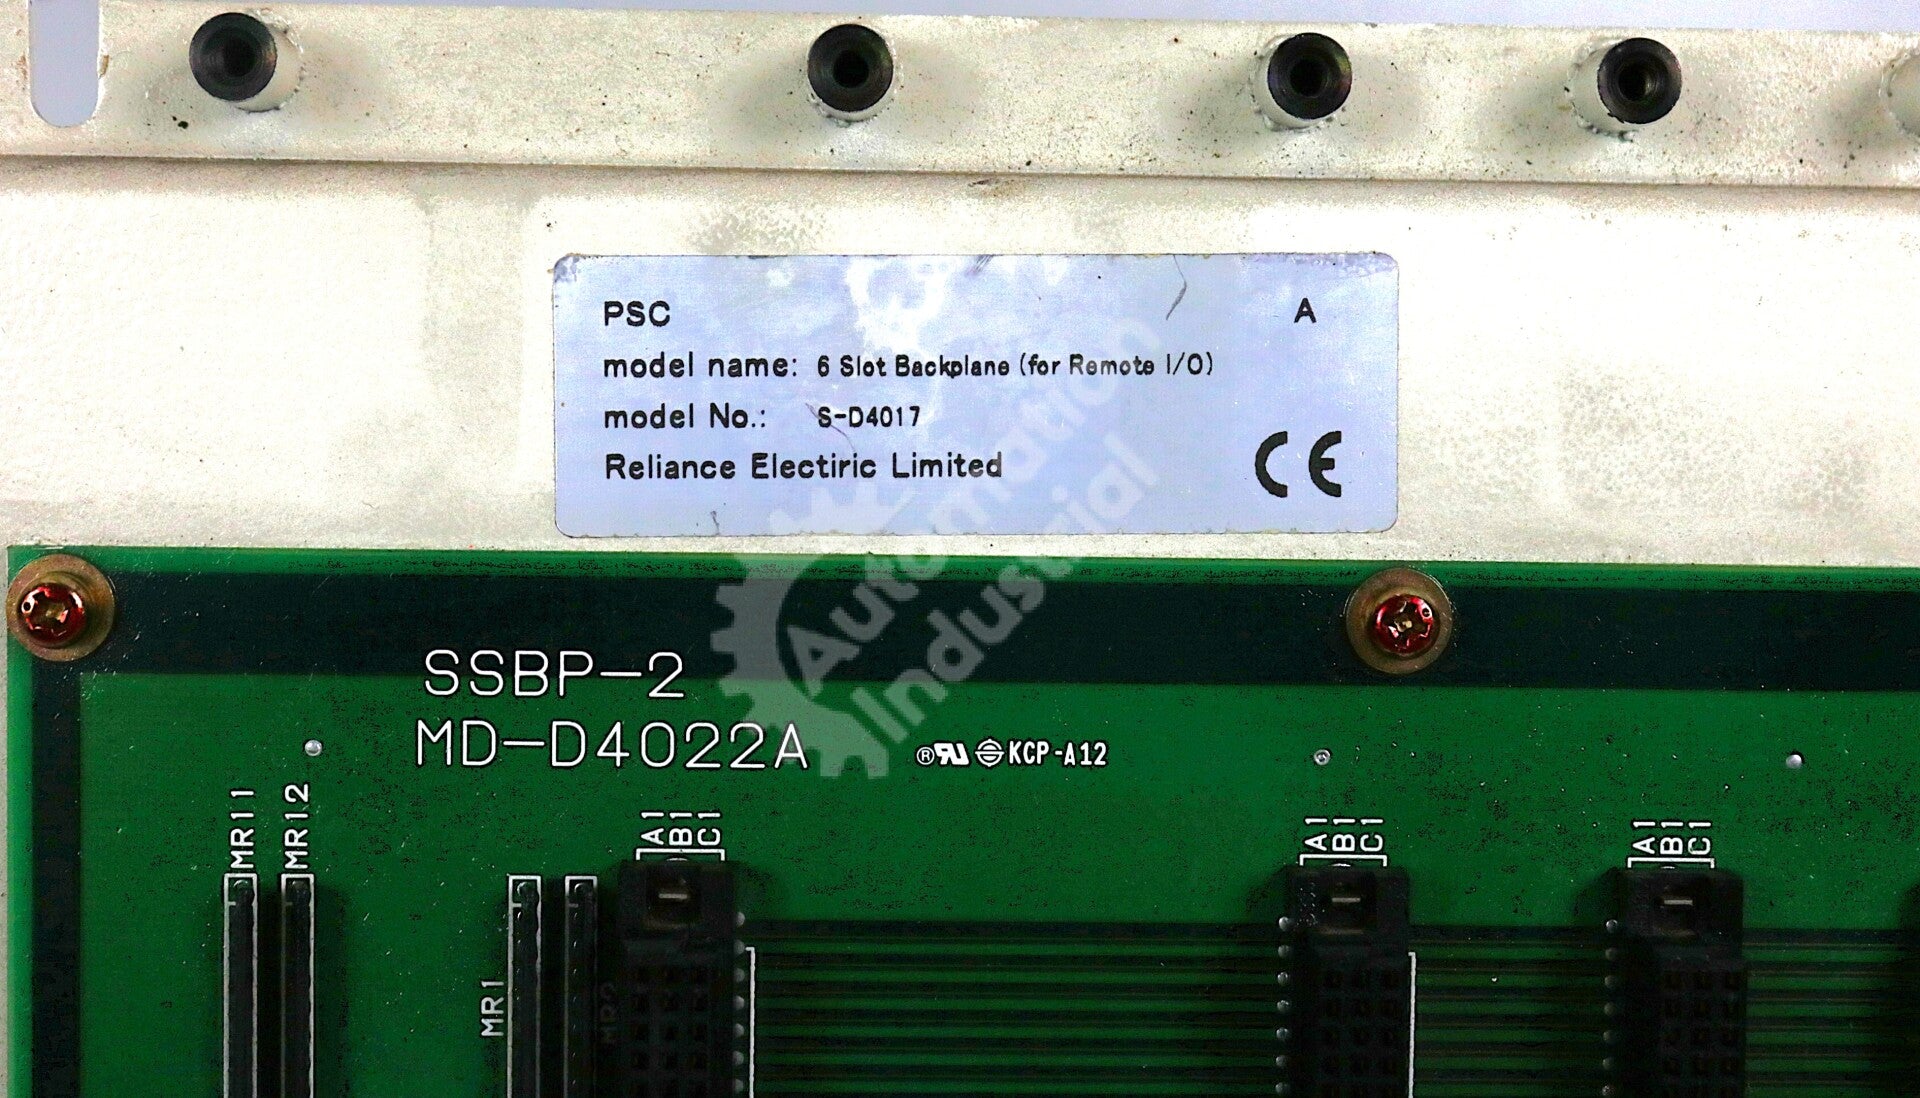 PSC A
model name: 6 Slot Backplane (for Remote I/O)
model No.: S-D4017
Reliance Electiric Limited
CE
Automation
Industrial
SSBP-2
MD-D4022A
® KCP-A12
MR11
MR12
A1
B1
C1
A1
B1
C1
A1
B1
C1
MR1